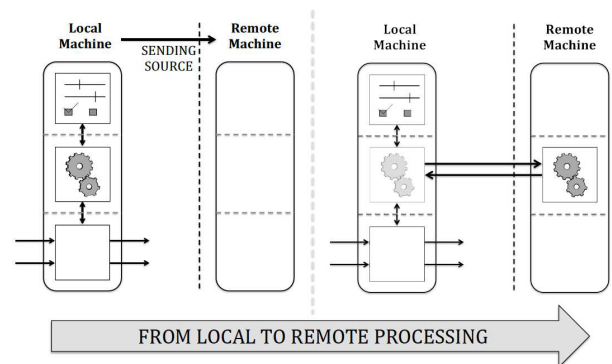 Local
Machine
SENDING
SOURCE
Remote
Machine
Local
Machine
Remote
Machine
FROM LOCAL TO REMOTE PROCESSING